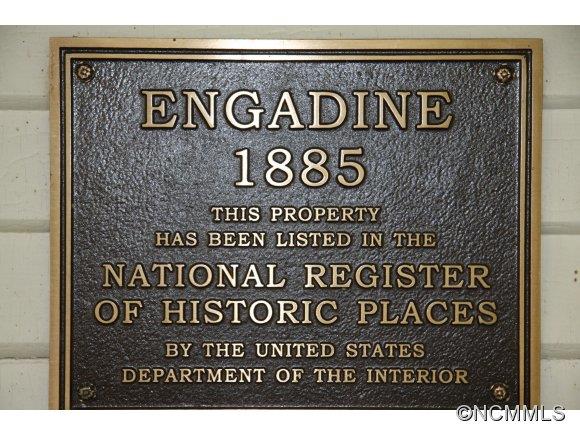 ENGADINE
1885
THIS PROPERTY
HAS BEEN LISTED IN THE
NATIONAL REGISTER
OF HISTORIC PLACES
BY THE UNITED STATES
DEPARTMENT OF THE INTERIOR
©NCMMLS